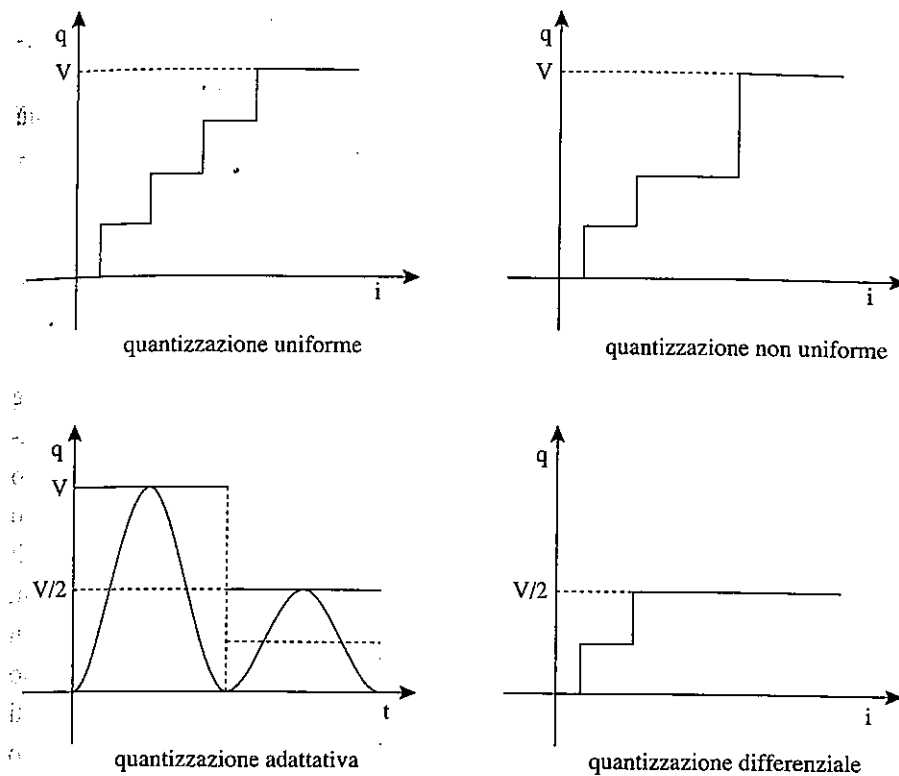 q
V
i
quantizzazione uniforme
q
V
i
quantizzazione non uniforme
q
V
V/2
t
quantizzazione adattativa
q
V/2
i
quantizzazione differenziale